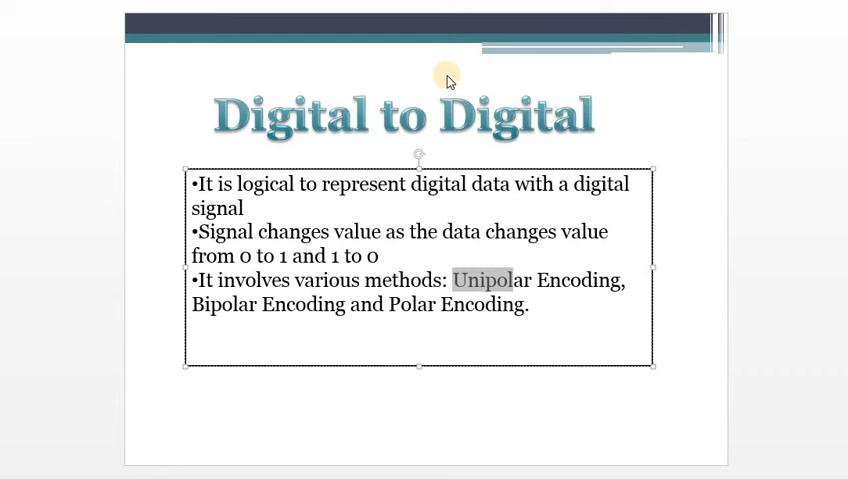 Digital to Digital
•It is logical to represent digital data with a digital
signal
•Signal changes value as the data changes value
from 0 to 1 and 1 to 0
•It involves various methods: Unipolar Encoding,
Bipolar Encoding and Polar Encoding.